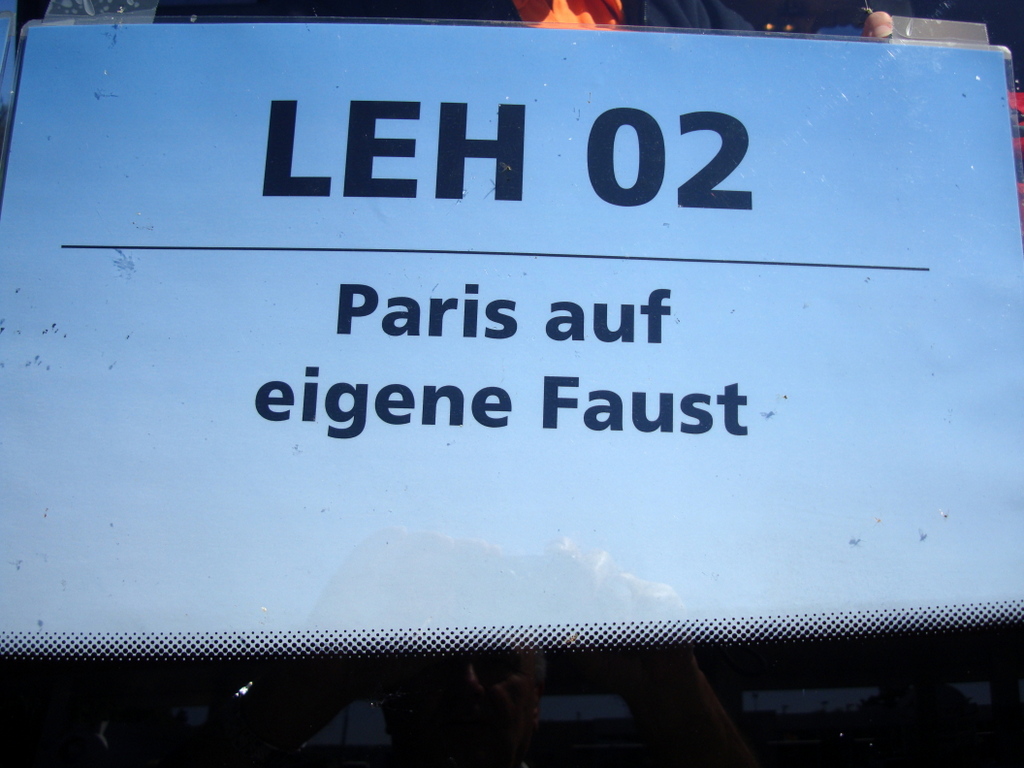 LEH 02
Paris auf
eigene Faust